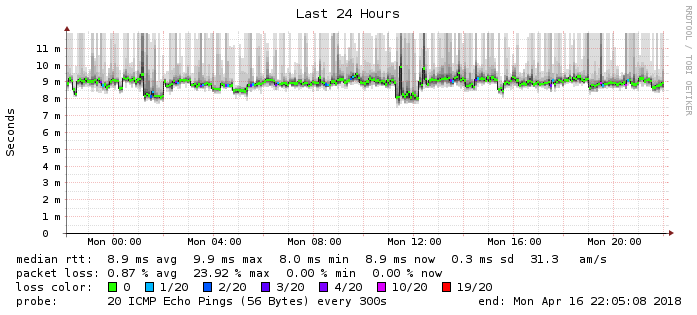 Last 24 Hours
RRDTOOL / TOBI OETIKER
Seconds
11 m
10 m
9 m
8 m
7 m
6 m
5 m
4 m
3 m
2 m
1 m
0
Mon 00:00 Mon 04:00 Mon 08:00 Mon 12:00 Mon 16:00 Mon 20:00
median rtt: 8.9 ms avg 9.9 ms max 8.0 ms min 8.9 ms now 0.3 ms sd 31.3 am/s
packet loss: 0.87 % avg 23.92 % max 0.00 % min 0.00 % now
loss color: 0 1/20 2/20 3/20 4/20 10/20 19/20
probe: 20 ICMP Echo Pings (56 Bytes) every 300s end: Mon Apr 16 22:05:08 2018